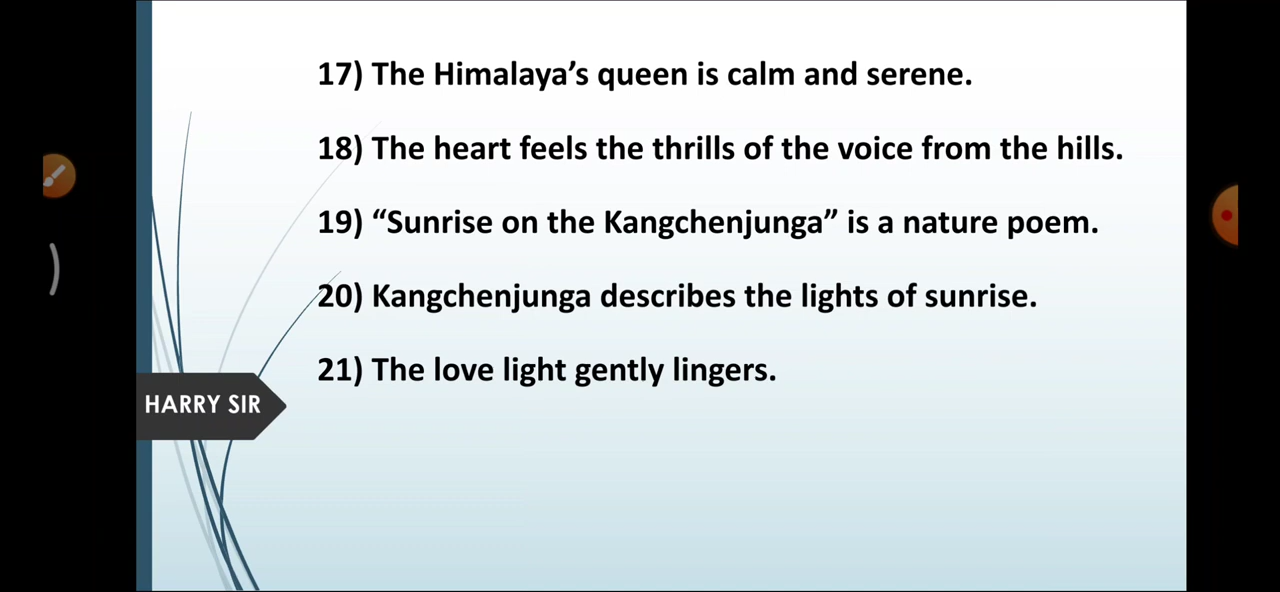 17) The Himalaya’s queen is calm and serene.
18) The heart feels the thrills of the voice from the hills.
19) “Sunrise on the Kangchenjunga” is a nature poem.
20) Kangchenjunga describes the lights of sunrise.
21) The love light gently lingers.
HARRY SIR